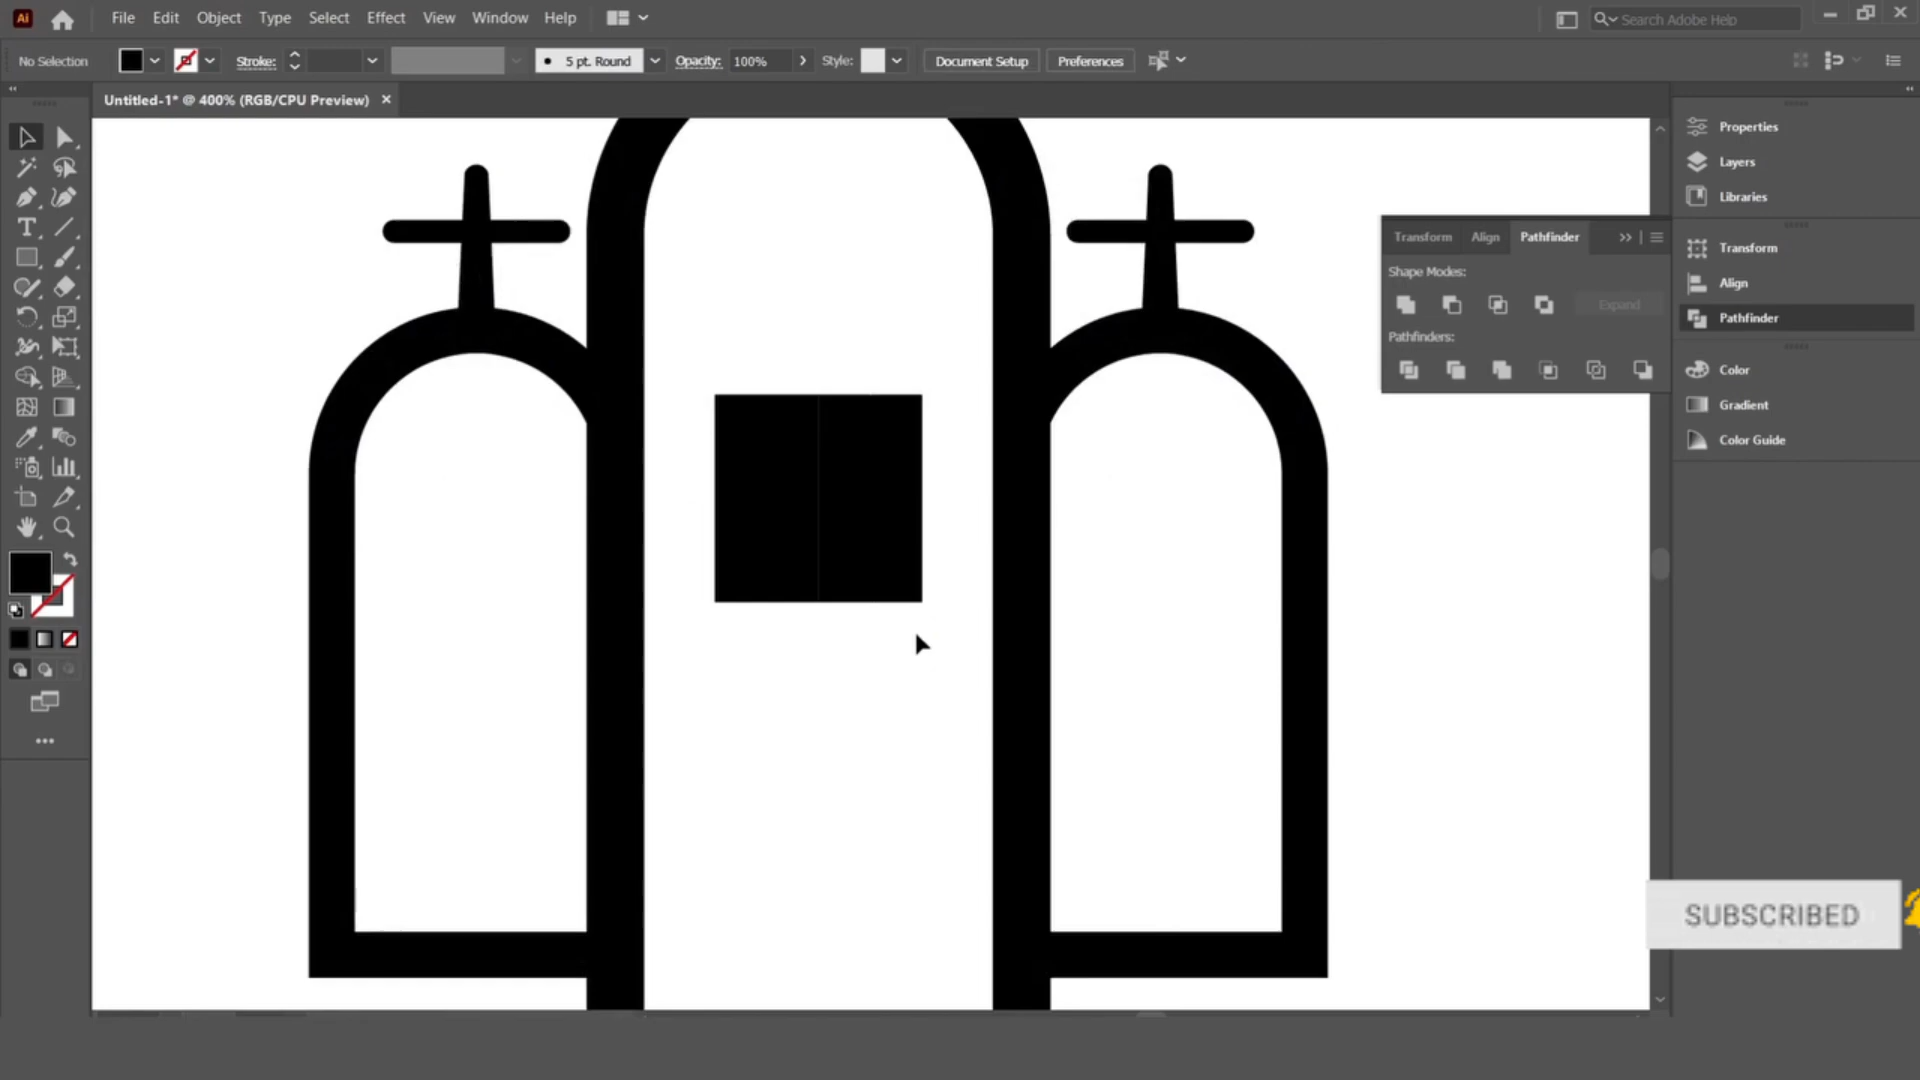 Ai File Edit Object Type Select Effect View Window Help Search Adobe Help
No Selection Stroke: 5 pt. Round Opacity: 100% Style: Document Setup Preferences
Untitled-1* @ 400% (RGB/CPU Preview)
Properties
Layers
Libraries
Transform Align Pathfinder
Shape Modes:
Expand
Pathfinders:
Transform
Align
Pathfinder
Color
Gradient
Color Guide
SUBSCRIBED